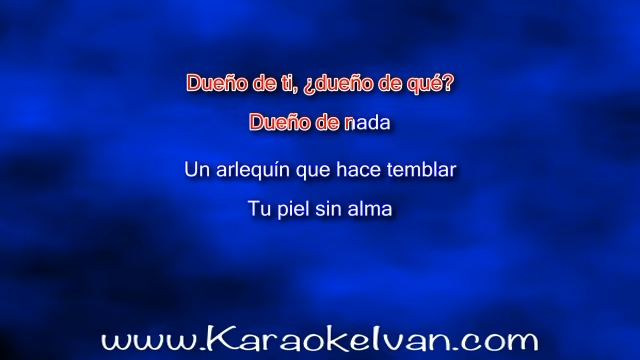 Dueño de ti, ¿dueño de qué?
Dueño de nada
Un arlequín que hace temblar
Tu piel sin alma
www.KaraokeIvan.com